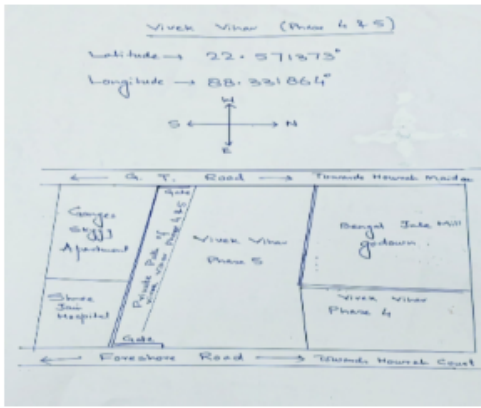 Vivek Vihar (Phase 4 & 5)
Latitude → 22.571373°
Longitude → 88.331864°
W
S N
E
← G. T. Road → Towards Howrah Maidan
Gate
Ganges
Apartment
Private Path of
Vivek Vihar Phase 4&5
Vivek Vihar
Phase 5
Bengal Jute Mill
godown
Shree
Jain
Hospital
Vivek Vihar
Phase 4
Gate
← Foreshore Road → Towards Howrah Court